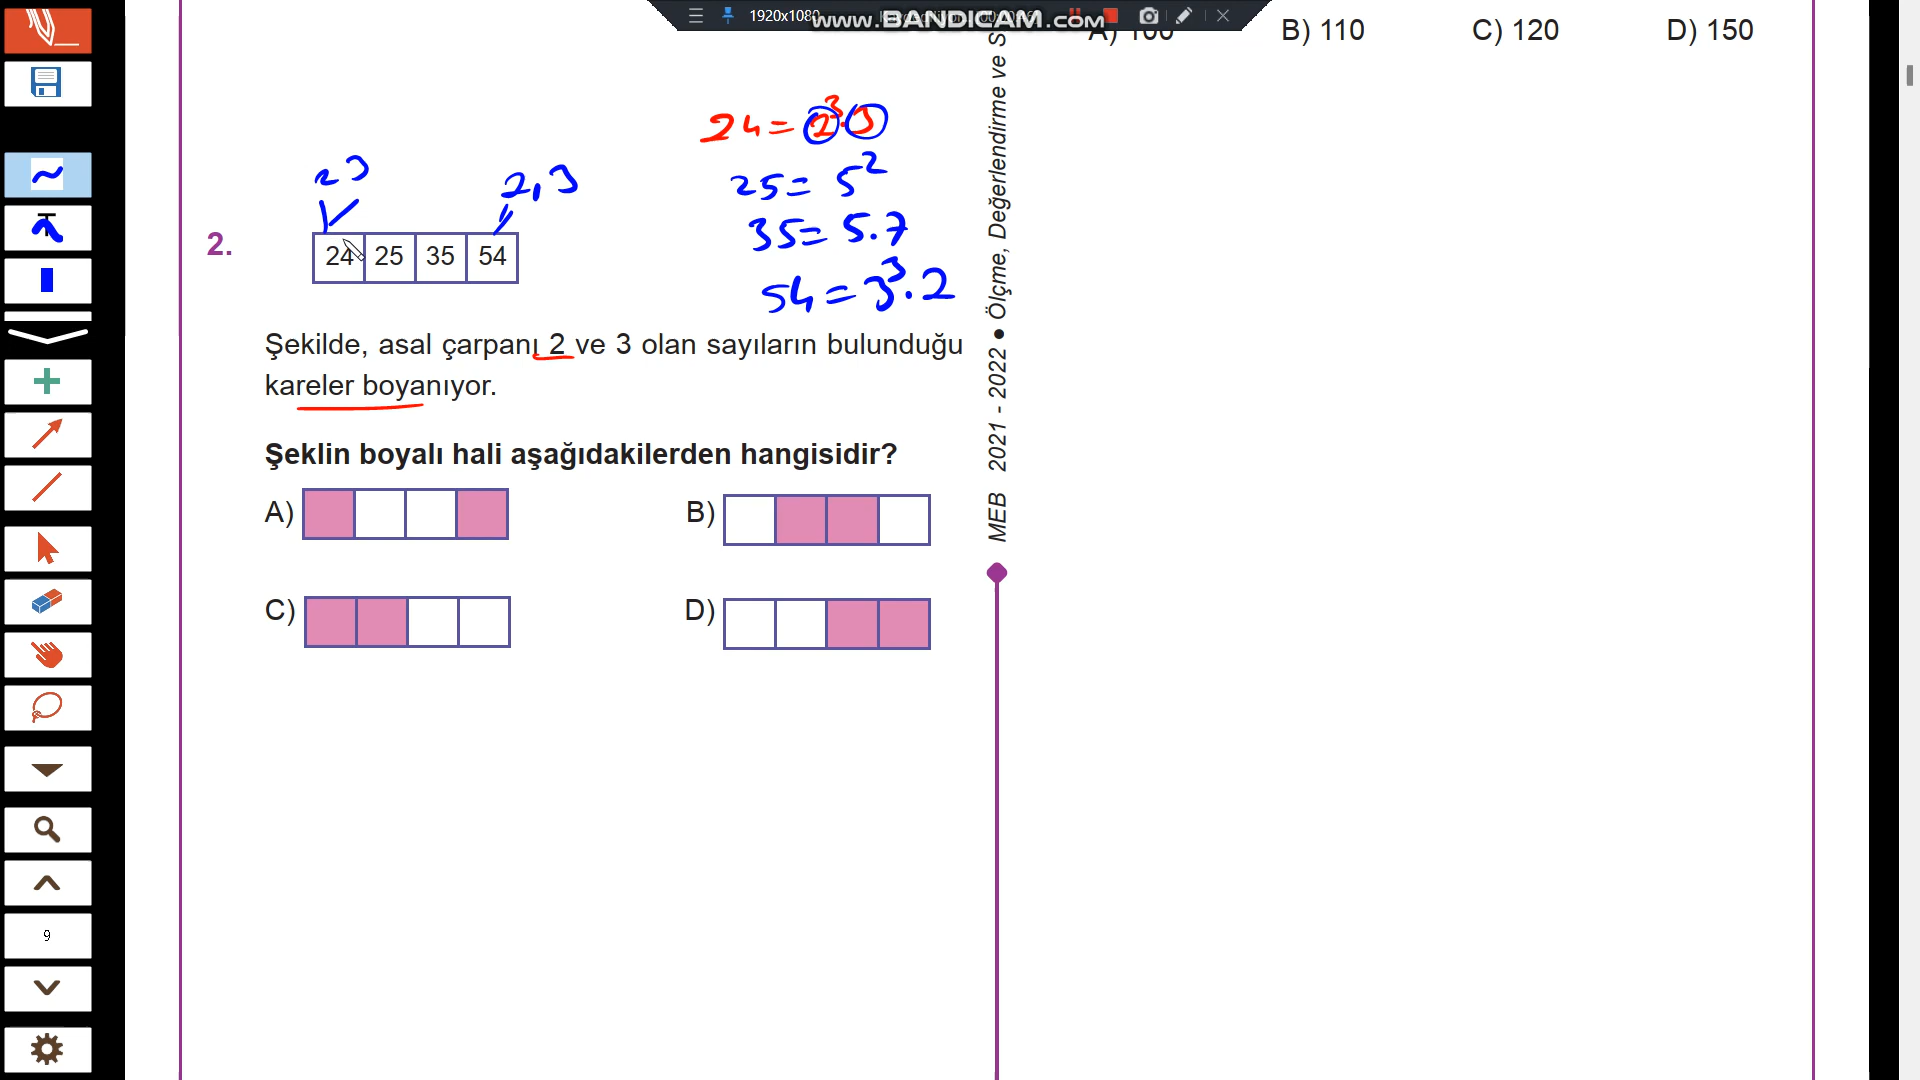 1920x1080
www.BANDICAM.com
A) 100 B) 110 C) 120 D) 150
24 = 2³.3
25 = 5²
35 = 5.7
54 = 3³.2
2 3
2,3
2.
24 25 35 54
Şekilde, asal çarpanı 2 ve 3 olan sayıların bulunduğu
kareler boyanıyor.
Şeklin boyalı hali aşağıdakilerden hangisidir?
A) B)
C) D)
MEB 2021 - 2022 ● Ölçme, Değerlendirme ve S
9